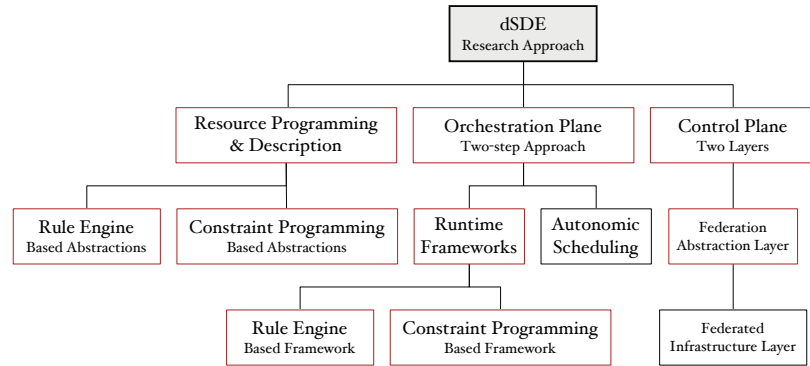 dSDE
Research Approach
Resource Programming
& Description
Orchestration Plane
Two-step Approach
Control Plane
Two Layers
Rule Engine
Based Abstractions
Constraint Programming
Based Abstractions
Runtime
Frameworks
Autonomic
Scheduling
Federation
Abstraction Layer
Rule Engine
Based Framework
Constraint Programming
Based Framework
Federated
Infrastructure Layer